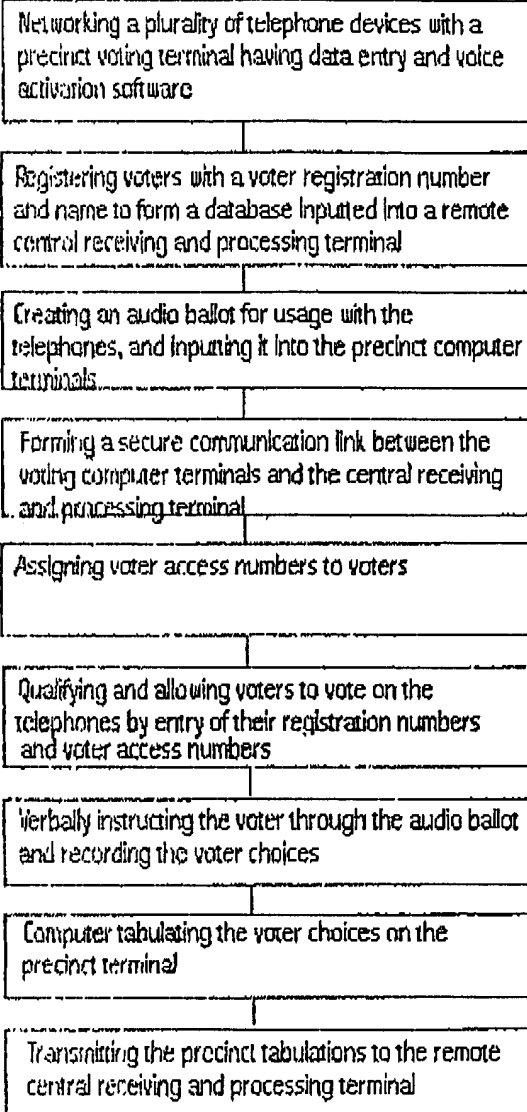 Networking a plurality of telephone devices with a
precinct voting terminal having data entry and voice
activation software
Registering voters with a voter registration number
and name to form a database inputted into a remote
control receiving and processing terminal
Creating an audio ballot for usage with the
telephones, and inputting it into the precinct computer
terminals
Forming a secure communication link between the
voting computer terminals and the central receiving
and processing terminal
Assigning voter access numbers to voters
Qualifying and allowing voters to vote on the
telephones by entry of their registration numbers
and voter access numbers
Verbally instructing the voter through the audio ballot
and recording the voter choices
Computer tabulating the voter choices on the
precinct terminal
Transmitting the precinct tabulations to the remote
central receiving and processing terminal